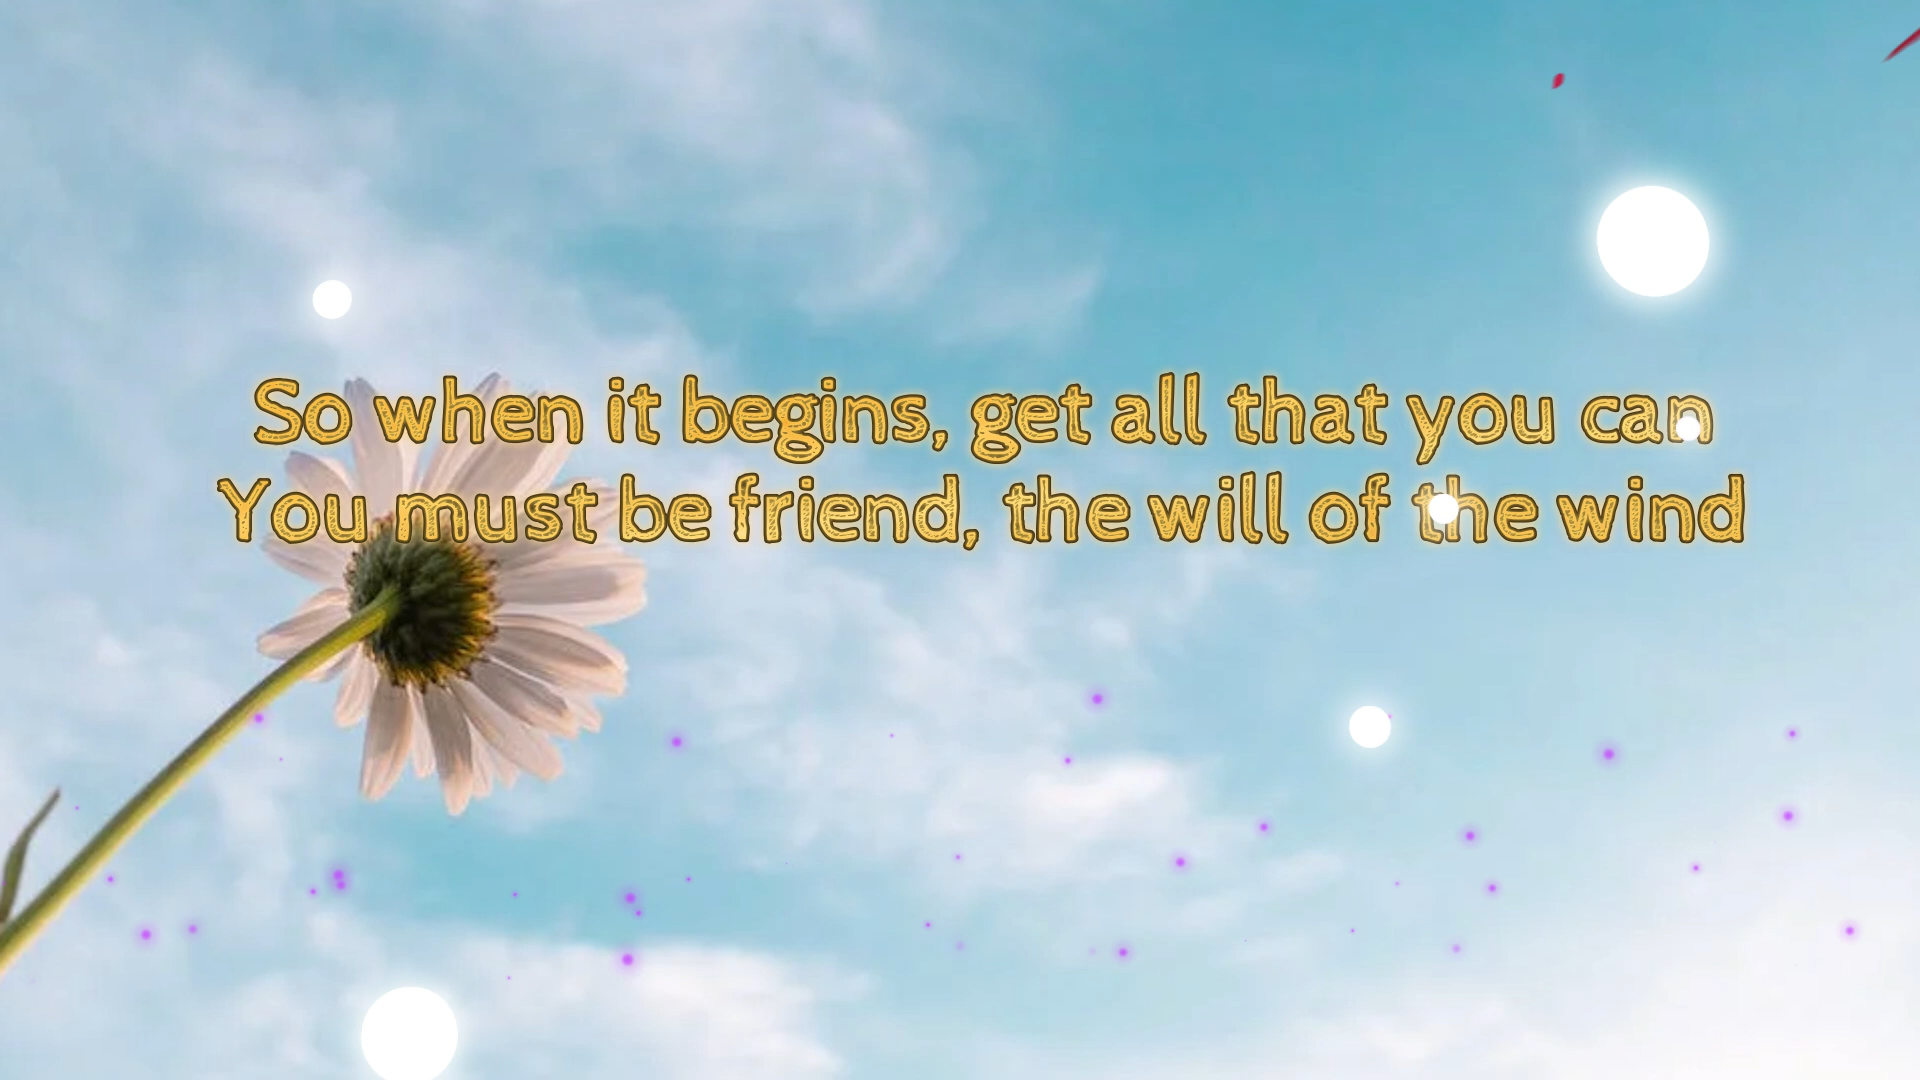 So when it begins, get all that you can
You must be friend, the will of the wind